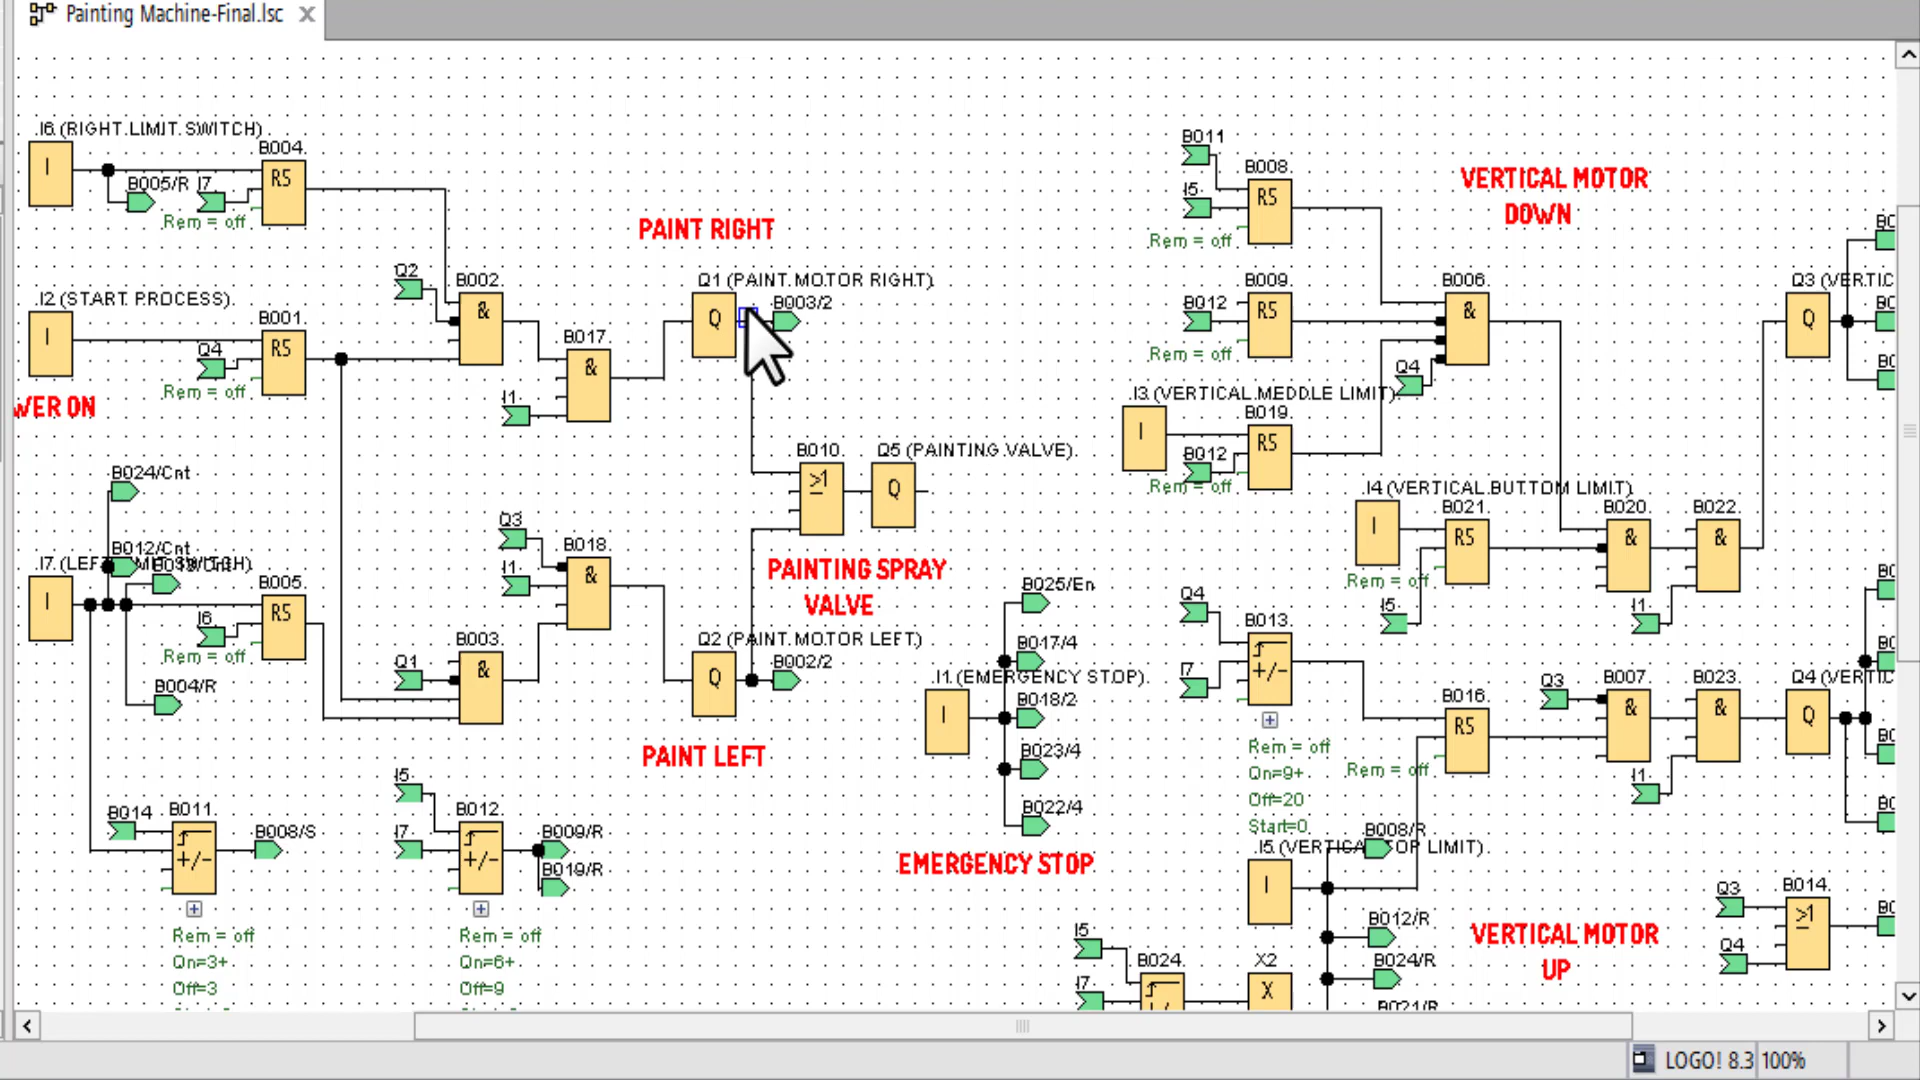 Painting Machine-Final.lsc
I6 (RIGHT LIMIT SWITCH)
B004
RS
I
B005/R
I7
Rem = off
I2 (START PROCESS)
B001
RS
I
Q4
Rem = off
WER ON
Q2
B002
&
B017
&
I1
PAINT RIGHT
Q1 (PAINT MOTOR RIGHT)
Q
B003/2
B010
≥1
Q5 (PAINTING VALVE)
Q
PAINTING SPRAY
VALVE
B024/Cnt
B012/Cnt
I
B005
RS
I6
Rem = off
B004/R
Q3
B018
&
I1
Q1
B003
&
Q2 (PAINT MOTOR LEFT)
Q
B002/2
PAINT LEFT
B014
B011
+/-
B008/S
Rem = off
On=3+
Off=3
I5
I7
B012
+/-
B009/R
B019/R
Rem = off
On=6+
Off=9
B011
I5
B008
RS
Rem = off
VERTICAL MOTOR
DOWN
B012
B009
RS
Rem = off
B006
&
Q4
Q3 (VERTIC
Q
I3 (VERTICAL MEDDLE LIMIT)
I
B019
RS
B012
Rem = off
I4 (VERTICAL BUTTOM LIMIT)
I
B021
RS
Rem = off
I5
B020
&
B022
&
I1
B025/En
B017/4
I1 (EMERGENCY STOP)
I
B018/2
B023/4
B022/4
EMERGENCY STOP
Q4
B013
+/-
I7
Rem = off
On=9+
Off=20
Start=0
B016
RS
Rem = off
Q3
B007
&
B023
&
I1
Q4 (VERTIC
Q
B008/R
I
B012/R
B024/R
B021/R
VERTICAL MOTOR
UP
Q3
B014
≥1
Q4
I5
B024
X2
X
I7
LOGO! 8.3
100%